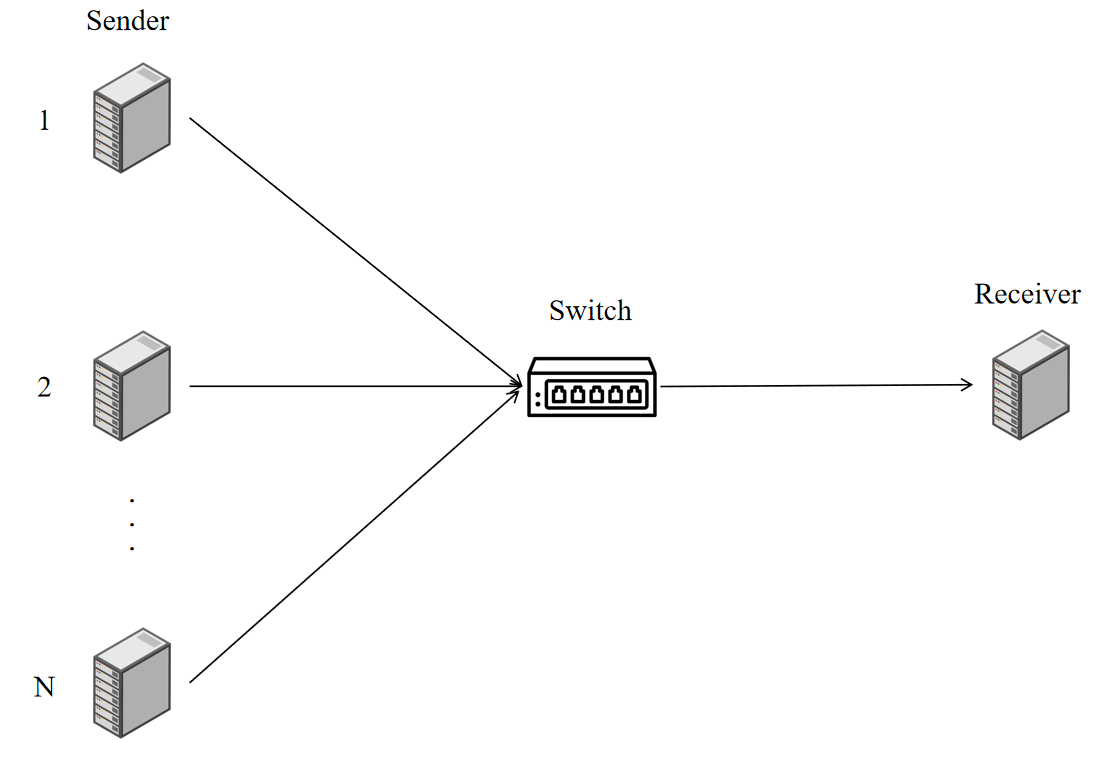 Sender
1
Receiver
Switch
2
.
.
.
N